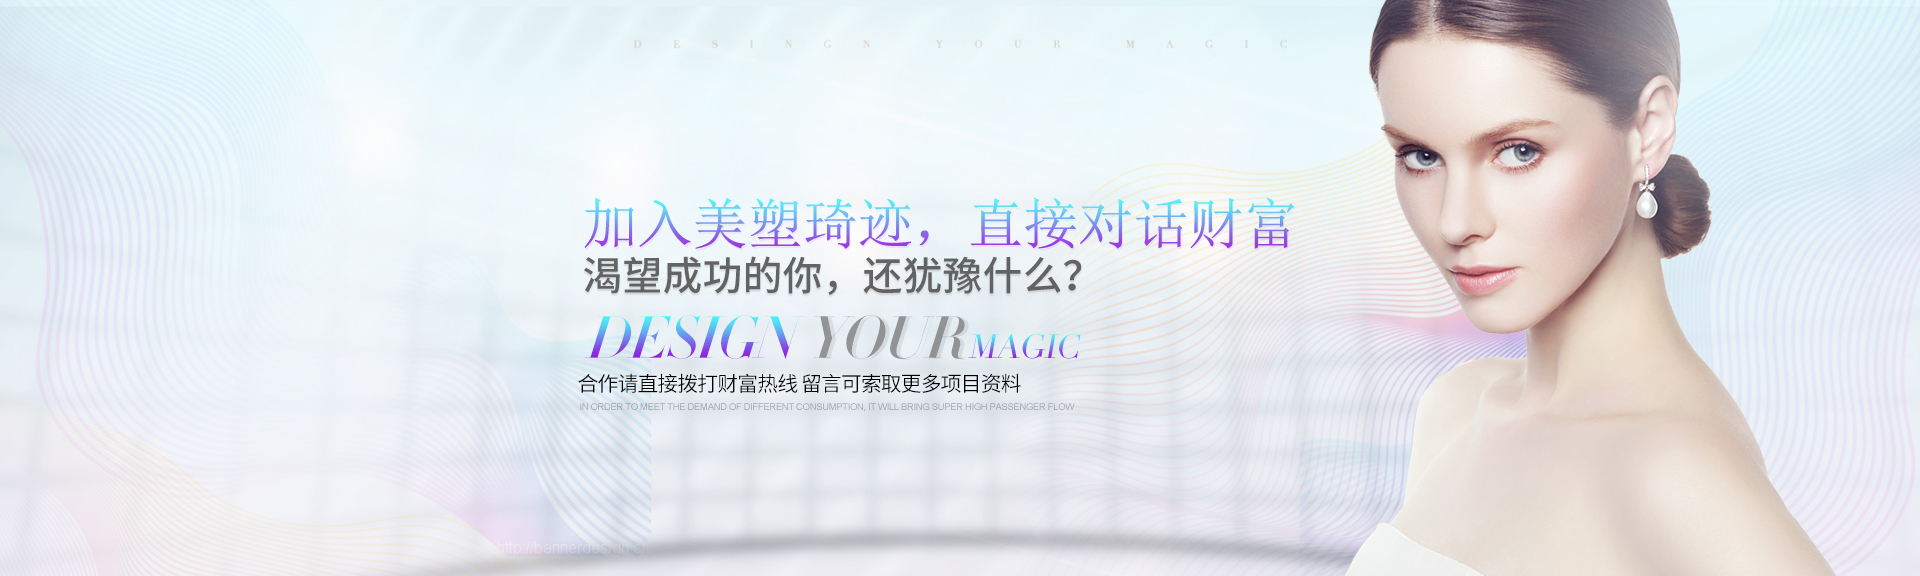 DESINGN YOUR MAGIC
加入美塑琦迹，直接对话财富
渴望成功的你，还犹豫什么？
DESIGN YOUR MAGIC
合作请直接拨打财富热线 留言可索取更多项目资料
IN ORDER TO MEET THE DEMAND OF DIFFERENT CONSUMPTION, IT WILL BRING SUPER HIGH PASSENGER FLOW